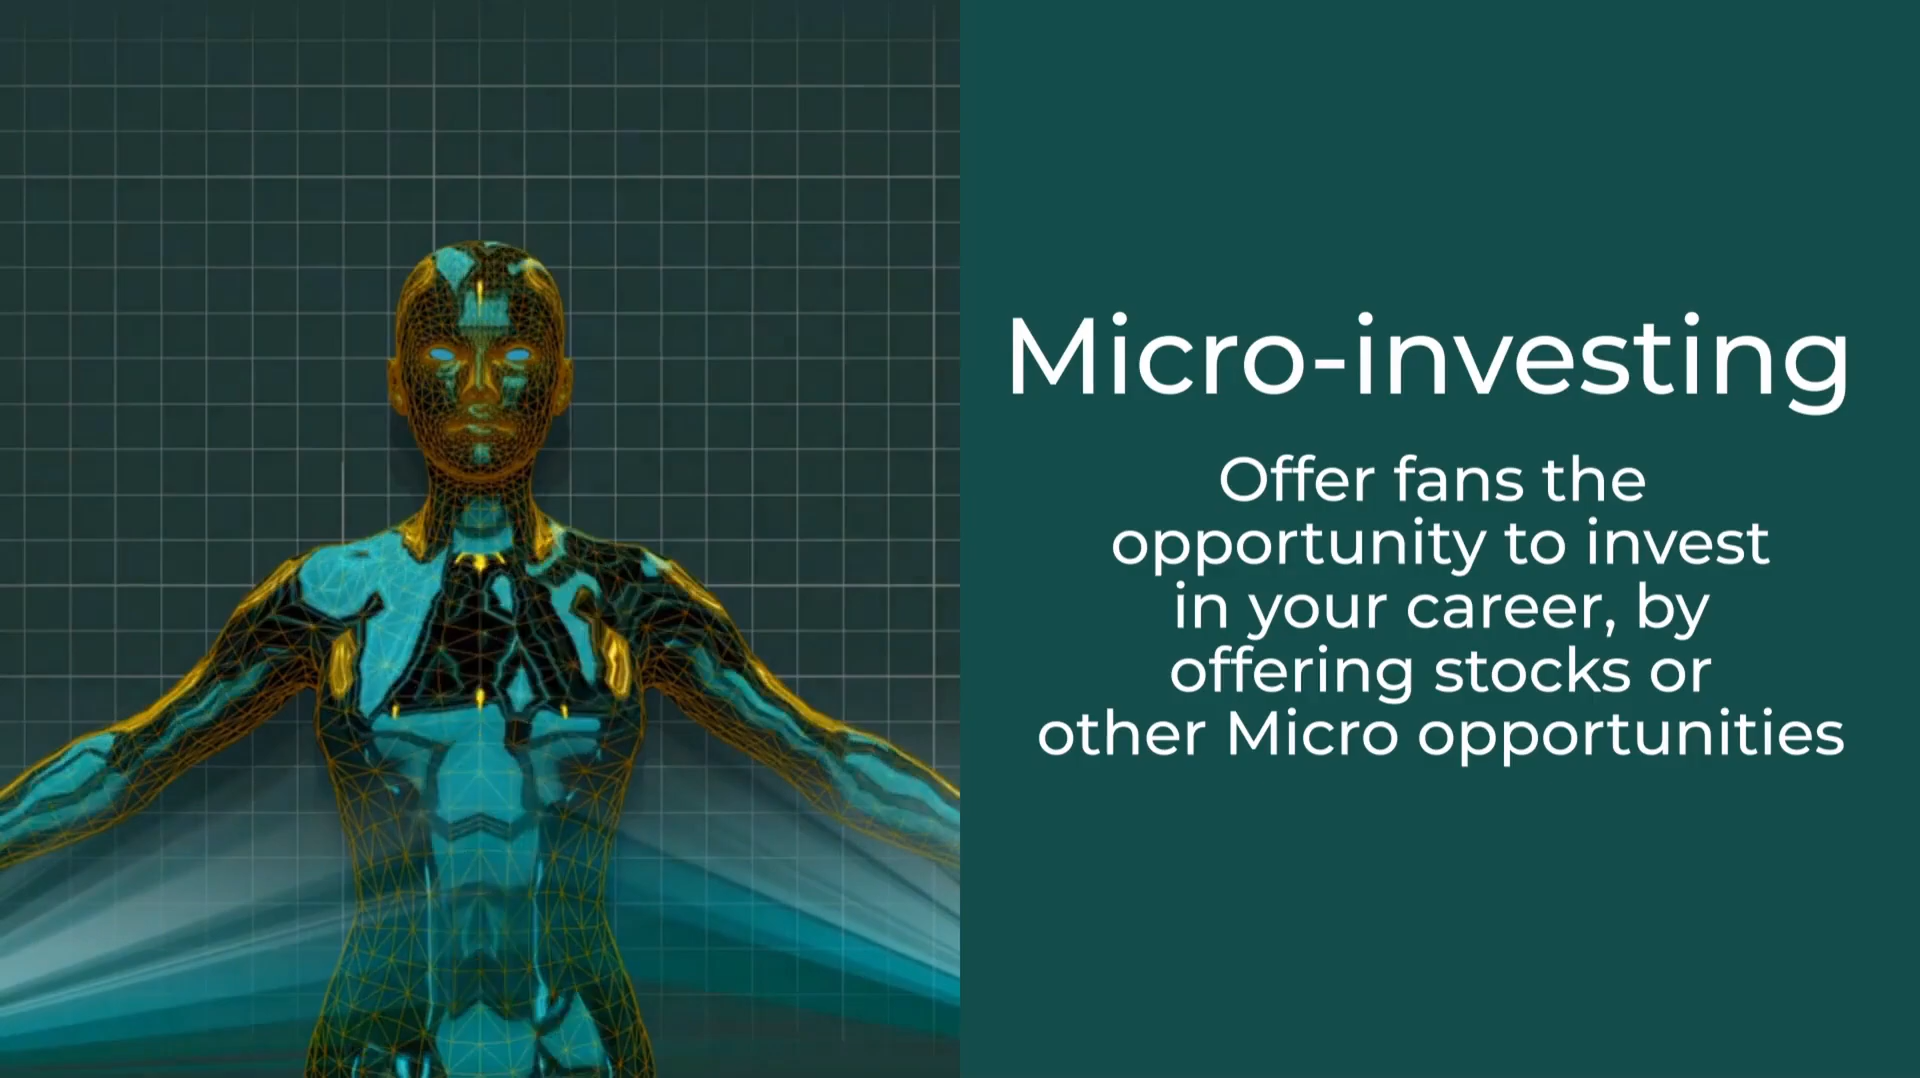 Micro-investing
Offer fans the
opportunity to invest
in your career, by
offering stocks or
other Micro opportunities